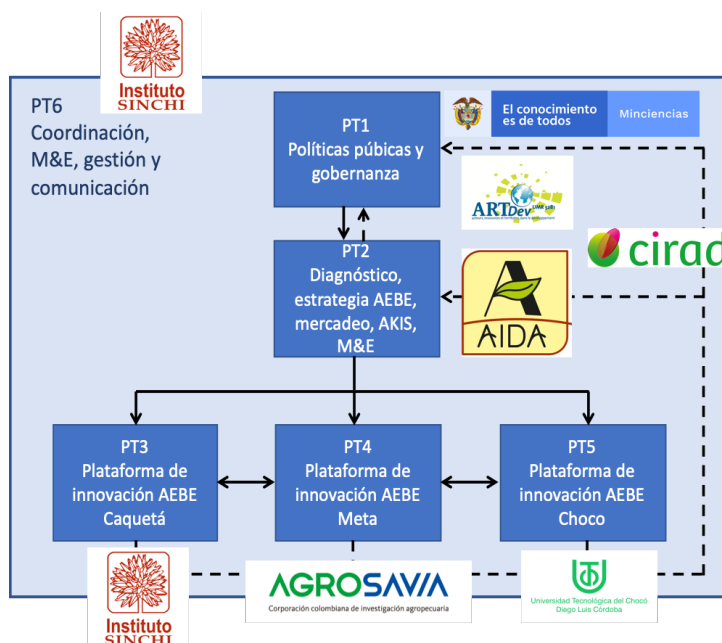 Instituto
SINCHI
PT6
Coordinación,
M&E, gestión y
comunicación
PT1
Políticas púbicas y
gobernanza
El conocimiento
es de todos
Minciencias
ARTDev
cirad
PT2
Diagnóstico,
estrategia AEBE,
mercadeo, AKIS,
M&E
AIDA
PT3
Plataforma de
innovación AEBE
Caquetá
PT4
Plataforma de
innovación AEBE
Meta
PT5
Plataforma de
innovación AEBE
Choco
Instituto
SINCHI
AGROSAVIA
Corporación colombiana de investigación agropecuaria
Universidad Tecnológica del Chocó
Diego Luis Córdoba